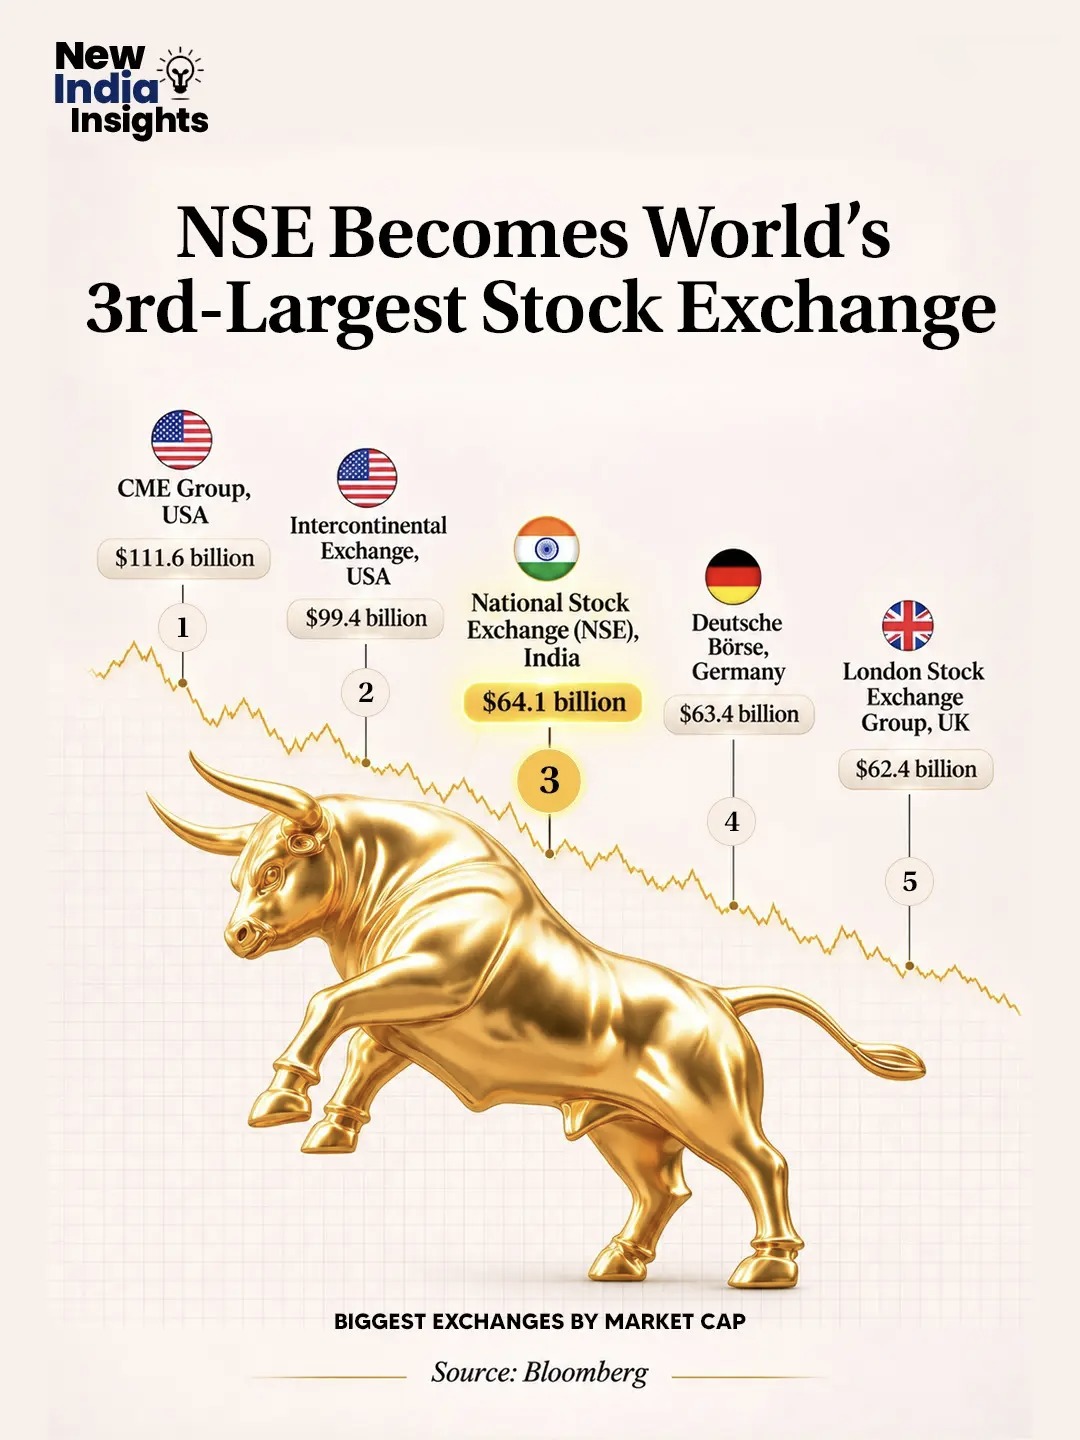 New
India
Insights
NSE Becomes World’s
3rd-Largest Stock Exchange
CME Group,
USA
$111.6 billion
1
Intercontinental
Exchange,
USA
$99.4 billion
2
National Stock
Exchange (NSE),
India
$64.1 billion
3
Deutsche
Börse,
Germany
$63.4 billion
4
London Stock
Exchange
Group, UK
$62.4 billion
5
BIGGEST EXCHANGES BY MARKET CAP
Source: Bloomberg